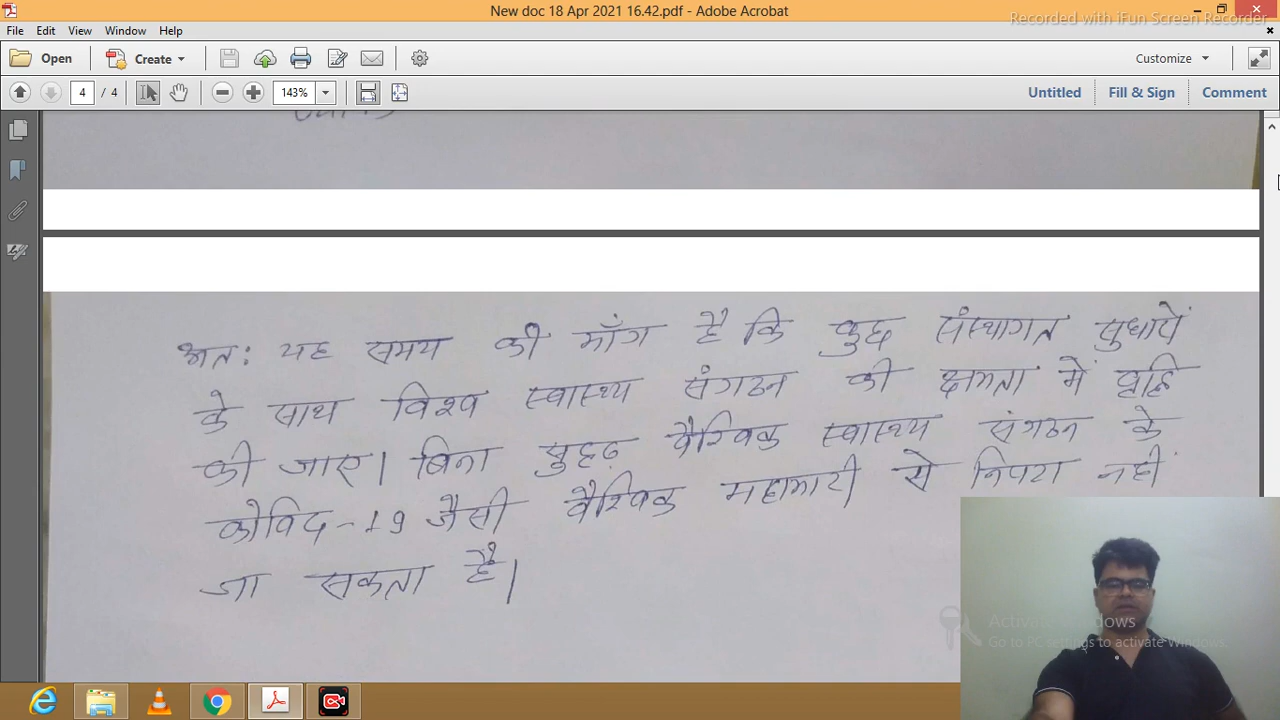 New doc 18 Apr 2021 16.42.pdf - Adobe Acrobat
Recorded with iFun Screen Recorder
File Edit View Window Help
Open Create Customize
4 / 4 143% Untitled Fill & Sign Comment
अतः यह समय की माँग है कि कुछ संस्थागत सुधारों
के साथ विश्व स्वास्थ्य संगठन की क्षमता में वृद्धि
की जाए। बिना सुदृढ़ वैश्विक स्वास्थ्य संगठन के
कोविद-19 जैसी वैश्विक महामारी से निपटा नहीं
जा सकता है।
Activate Windows
Go to PC settings to activate Windows.